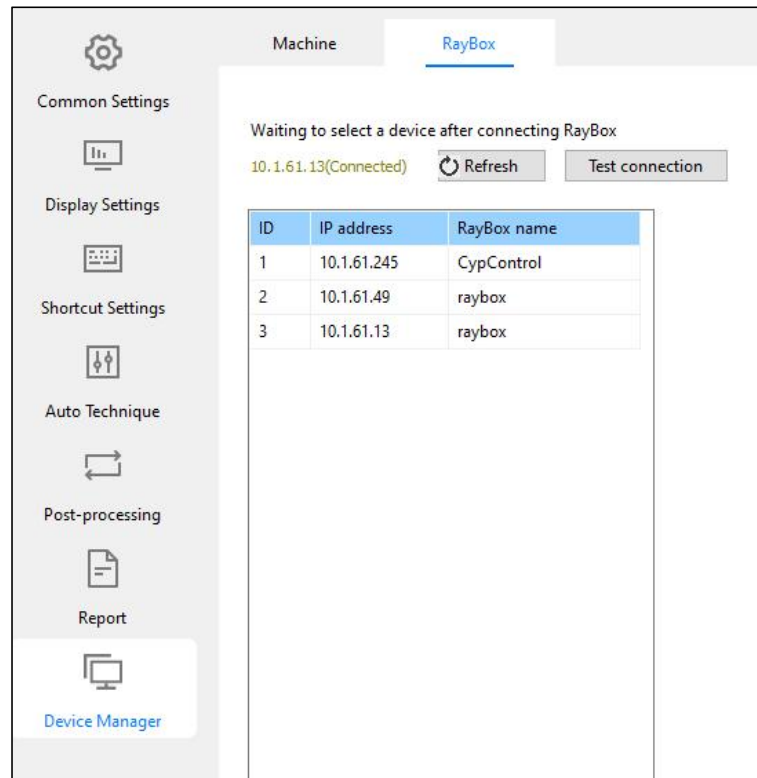 Machine
RayBox
Common Settings
Display Settings
Shortcut Settings
Auto Technique
Post-processing
Report
Device Manager
Waiting to select a device after connecting RayBox
10.1.61.13(Connected) Refresh Test connection
ID IP address RayBox name
1 10.1.61.245 CypControl
2 10.1.61.49 raybox
3 10.1.61.13 raybox